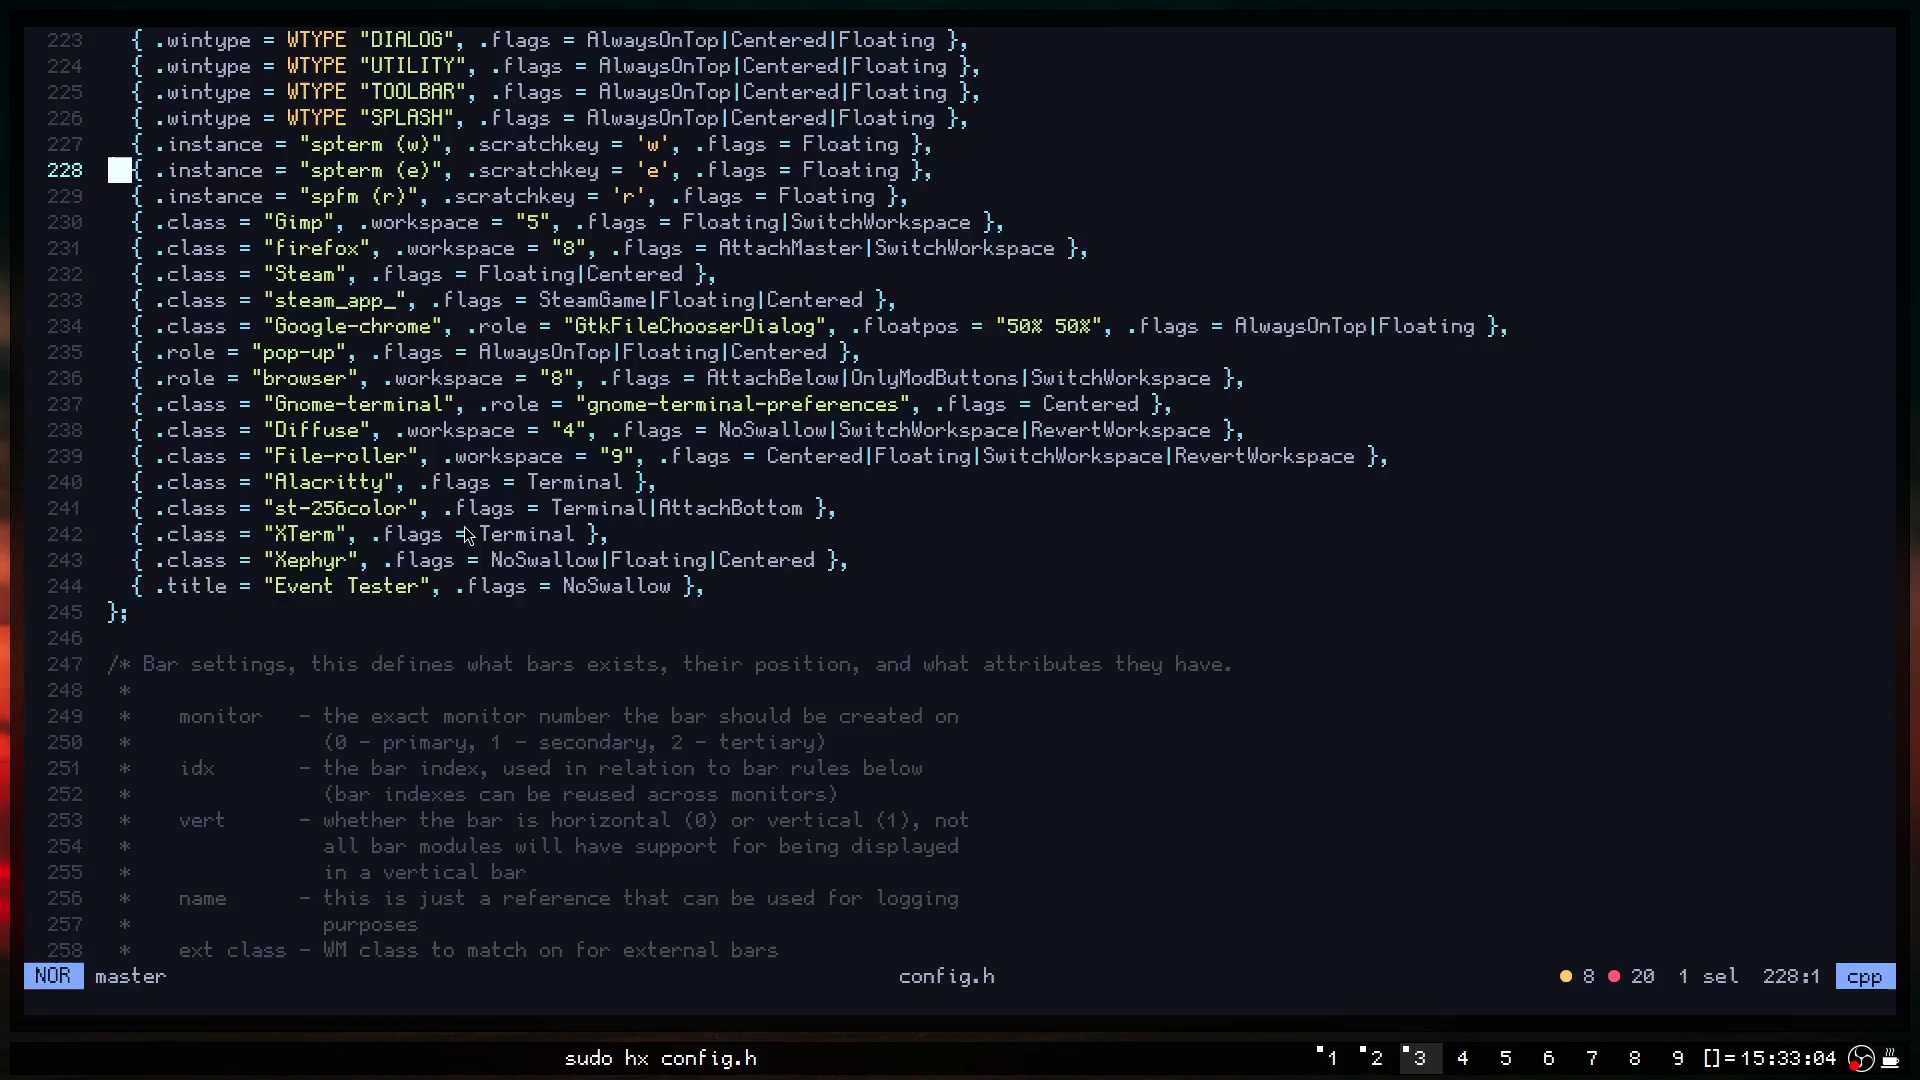 223 { .wintype = WTYPE "DIALOG", .flags = AlwaysOnTop|Centered|Floating },
224 { .wintype = WTYPE "UTILITY", .flags = AlwaysOnTop|Centered|Floating },
225 { .wintype = WTYPE "TOOLBAR", .flags = AlwaysOnTop|Centered|Floating },
226 { .wintype = WTYPE "SPLASH", .flags = AlwaysOnTop|Centered|Floating },
227 { .instance = "spterm (w)", .scratchkey = 'w', .flags = Floating },
228 { .instance = "spterm (e)", .scratchkey = 'e', .flags = Floating },
229 { .instance = "spfm (r)", .scratchkey = 'r', .flags = Floating },
230 { .class = "Gimp", .workspace = "5", .flags = Floating|SwitchWorkspace },
231 { .class = "firefox", .workspace = "8", .flags = AttachMaster|SwitchWorkspace },
232 { .class = "Steam", .flags = Floating|Centered },
233 { .class = "steam_app_", .flags = SteamGame|Floating|Centered },
234 { .class = "Google-chrome", .role = "GtkFileChooserDialog", .floatpos = "50% 50%", .flags = AlwaysOnTop|Floating },
235 { .role = "pop-up", .flags = AlwaysOnTop|Floating|Centered },
236 { .role = "browser", .workspace = "8", .flags = AttachBelow|OnlyModButtons|SwitchWorkspace },
237 { .class = "Gnome-terminal", .role = "gnome-terminal-preferences", .flags = Centered },
238 { .class = "Diffuse", .workspace = "4", .flags = NoSwallow|SwitchWorkspace|RevertWorkspace },
239 { .class = "File-roller", .workspace = "9", .flags = Centered|Floating|SwitchWorkspace|RevertWorkspace },
240 { .class = "Alacritty", .flags = Terminal },
241 { .class = "st-256color", .flags = Terminal|AttachBottom },
242 { .class = "XTerm", .flags = Terminal },
243 { .class = "Xephyr", .flags = NoSwallow|Floating|Centered },
244 { .title = "Event Tester", .flags = NoSwallow },
245 };
246
247 /* Bar settings, this defines what bars exists, their position, and what attributes they have.
248 *
249 * monitor - the exact monitor number the bar should be created on
250 * (0 - primary, 1 - secondary, 2 - tertiary)
251 * idx - the bar index, used in relation to bar rules below
252 * (bar indexes can be reused across monitors)
253 * vert - whether the bar is horizontal (0) or vertical (1), not
254 * all bar modules will have support for being displayed
255 * in a vertical bar
256 * name - this is just a reference that can be used for logging
257 * purposes
258 * ext class - WM class to match on for external bars
NOR master config.h 8 20 1 sel 228:1 cpp
sudo hx config.h 1 2 3 4 5 6 7 8 9 []= 15:33:04